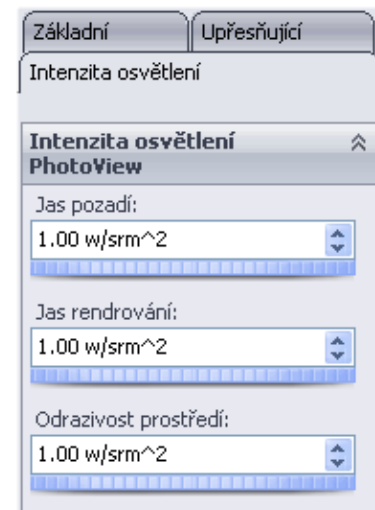 Základní Upřesňující
Intenzita osvětlení
Intenzita osvětlení
PhotoView
Jas pozadí:
1.00 w/srm^2
Jas rendrování:
1.00 w/srm^2
Odrazivost prostředí:
1.00 w/srm^2